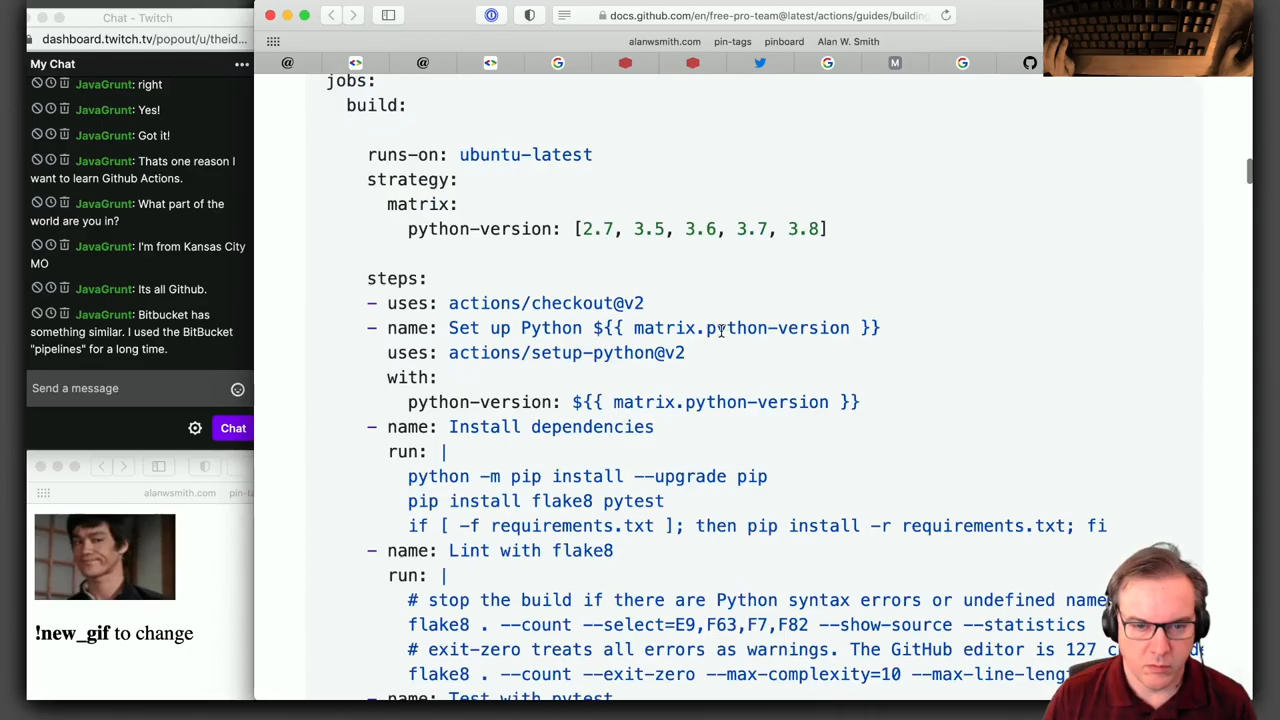 Chat - Twitch
dashboard.twitch.tv/popout/u/theid...
My Chat
JavaGrunt: right
JavaGrunt: Yes!
JavaGrunt: Got it!
JavaGrunt: Thats one reason I
want to learn Github Actions.
JavaGrunt: What part of the
world are you in?
JavaGrunt: I'm from Kansas City
MO
JavaGrunt: Its all Github.
JavaGrunt: Bitbucket has
something similar. I used the BitBucket
"pipelines" for a long time.
Send a message
Chat
alanwsmith.com
pin-ta
!new_gif to change
docs.github.com/en/free-pro-team@latest/actions/guides/building
alanwsmith.com pin-tags pinboard Alan W. Smith
jobs:
build:
runs-on: ubuntu-latest
strategy:
matrix:
python-version: [2.7, 3.5, 3.6, 3.7, 3.8]
steps:
- uses: actions/checkout@v2
- name: Set up Python ${{ matrix.python-version }}
uses: actions/setup-python@v2
with:
python-version: ${{ matrix.python-version }}
- name: Install dependencies
run: |
python -m pip install --upgrade pip
pip install flake8 pytest
if [ -f requirements.txt ]; then pip install -r requirements.txt; fi
- name: Lint with flake8
run: |
# stop the build if there are Python syntax errors or undefined name
flake8 . --count --select=E9,F63,F7,F82 --show-source --statistics
# exit-zero treats all errors as warnings. The GitHub editor is 127 c
flake8 . --count --exit-zero --max-complexity=10 --max-line-leng
- name: Test with pytest